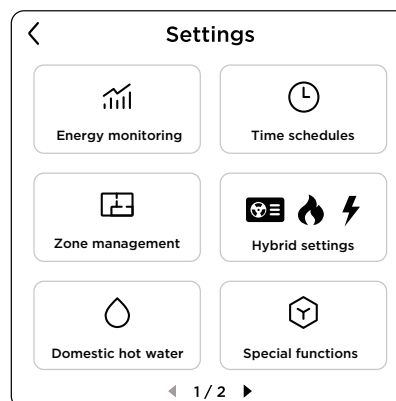 Settings
Energy monitoring
Time schedules
Zone management
Hybrid settings
Domestic hot water
Special functions
1 / 2